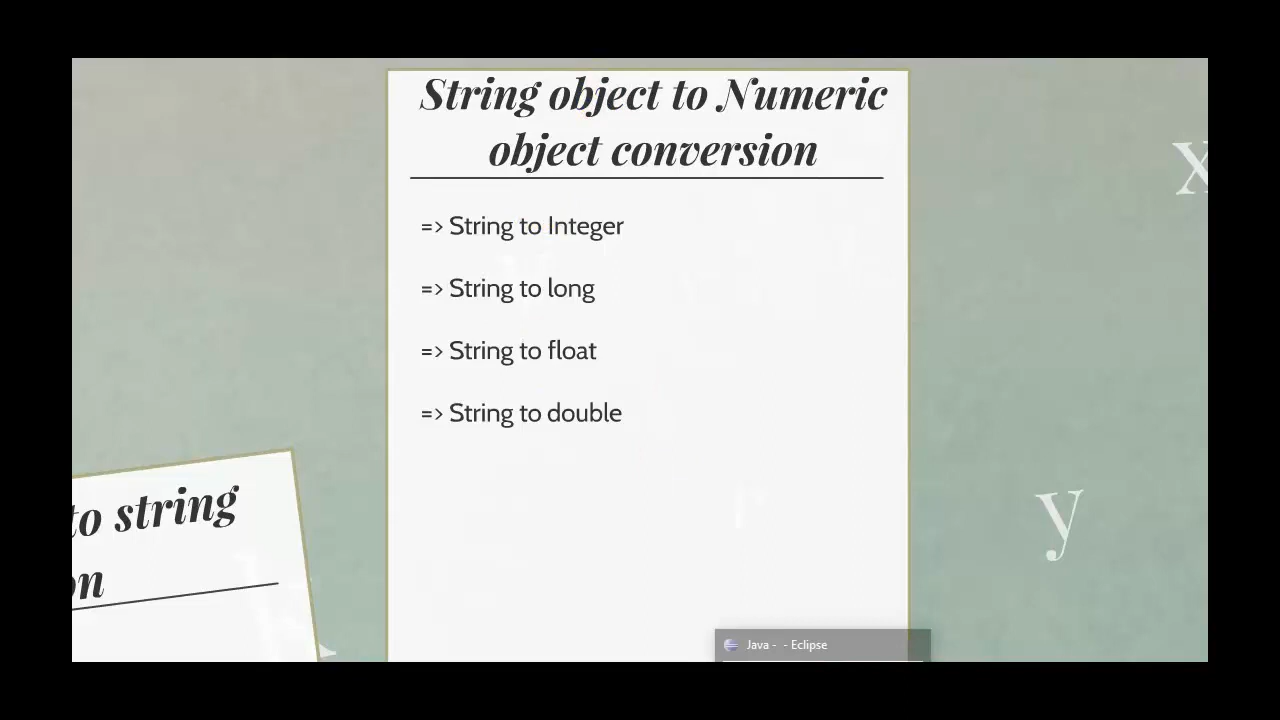 String object to Numeric
object conversion
=> String to Integer
=> String to long
=> String to float
=> String to double
to string
on
x
y
r
k
Java - - Eclipse